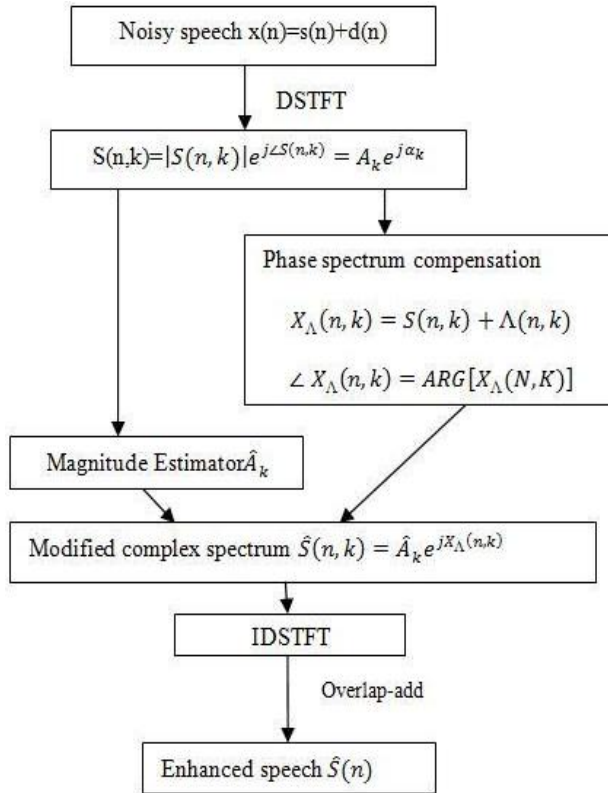 Noisy speech x(n)=s(n)+d(n)
DSTFT
S(n,k)=|S(n,k)|e^{j∠S(n,k)} = A_k e^{jα_k}
Phase spectrum compensation
X_Λ(n,k) = S(n,k) + Λ(n,k)
∠ X_Λ(n,k) = ARG[X_Λ(N,K)]
Magnitude EstimatorÂ_k
Modified complex spectrum Ŝ(n,k) = Â_k e^{jX_Λ(n,k)}
IDSTFT
Overlap-add
Enhanced speech Ŝ(n)